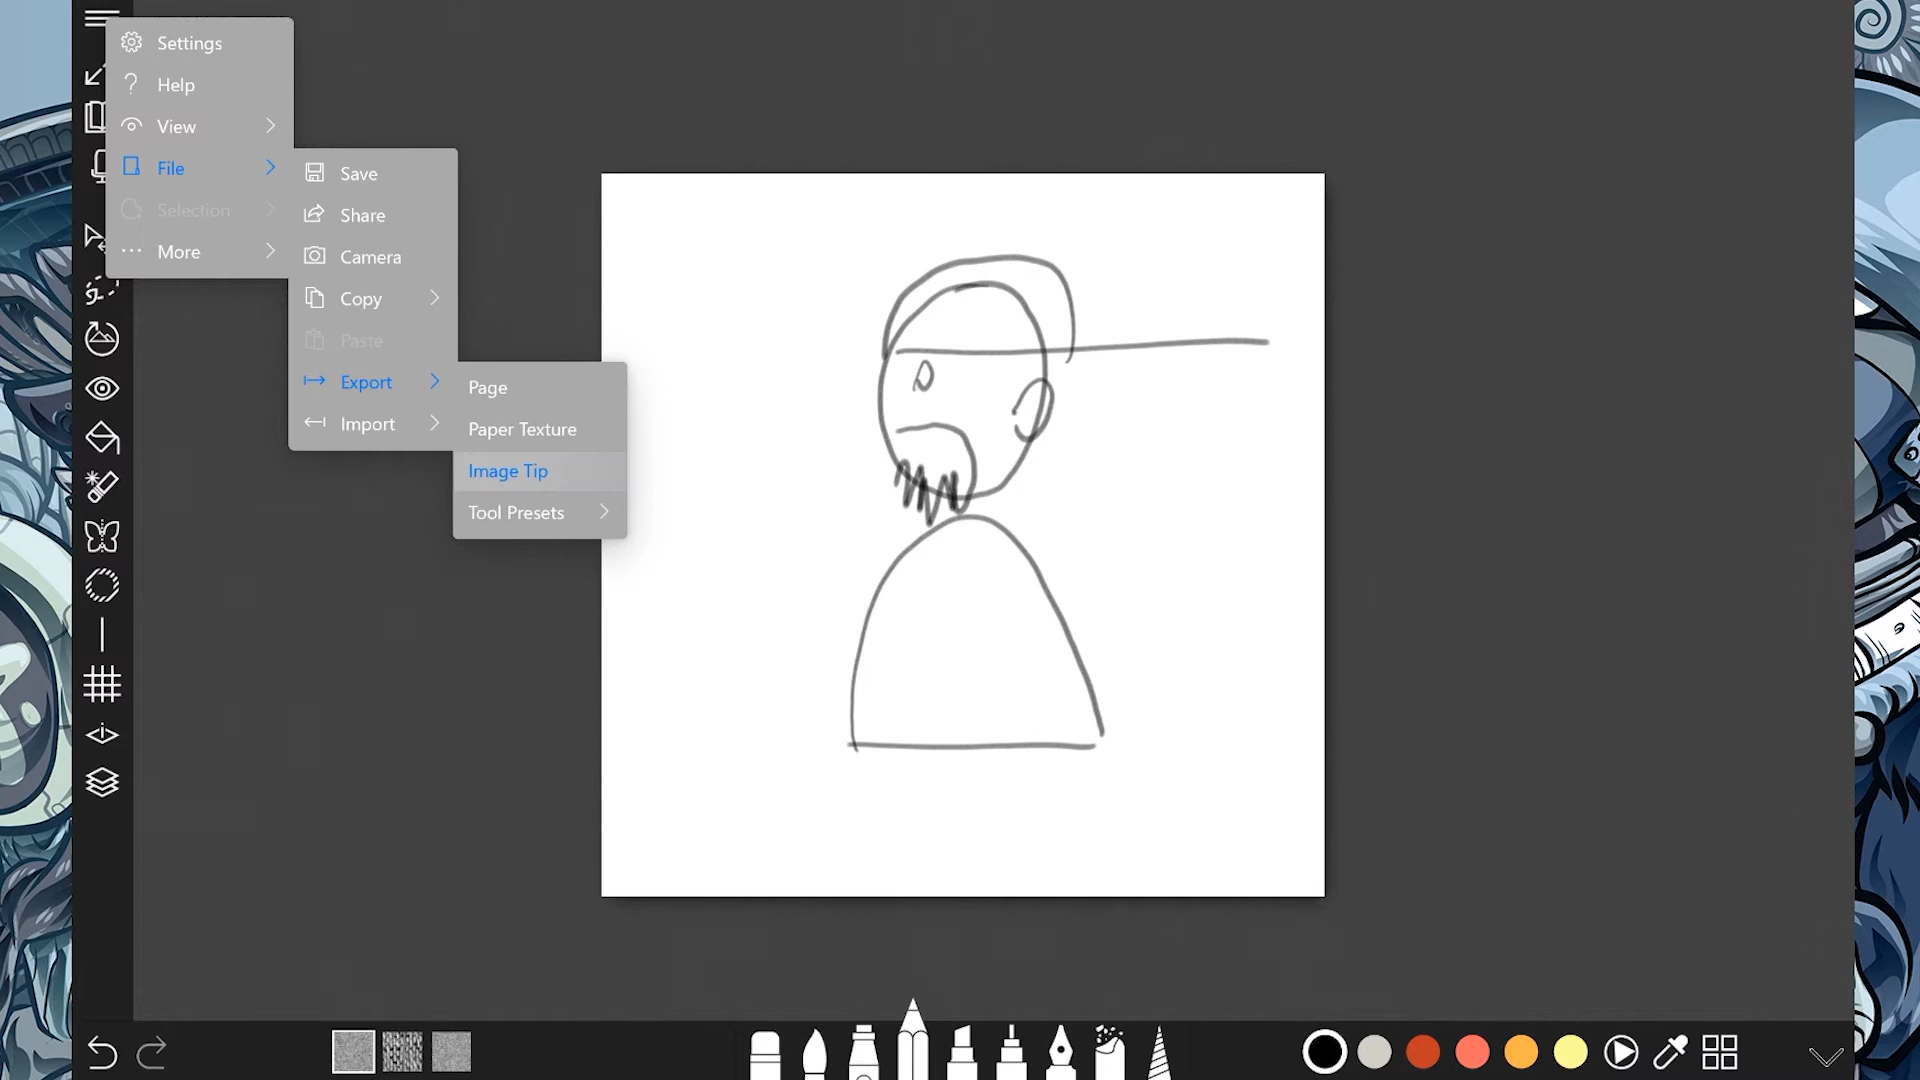 Settings
Help
View
File
Selection
More
Save
Share
Camera
Copy
Paste
Export
Import
Page
Paper Texture
Image Tip
Tool Presets